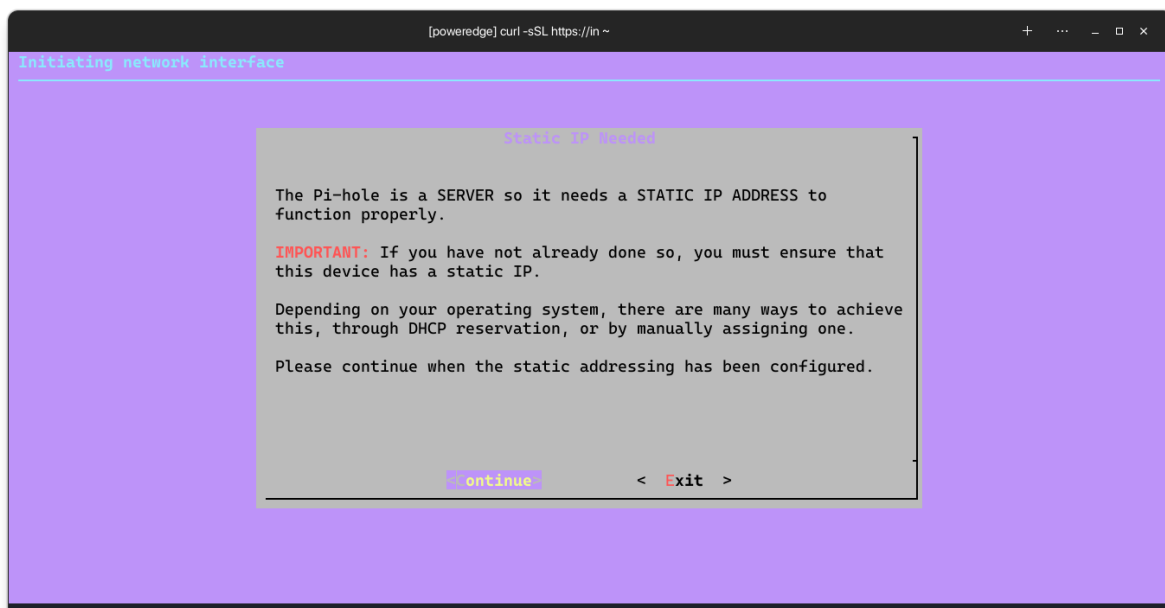 [poweredge] curl -sSL https://in ~
Initiating network interface
Static IP Needed
The Pi-hole is a SERVER so it needs a STATIC IP ADDRESS to
function properly.
IMPORTANT: If you have not already done so, you must ensure that
this device has a static IP.
Depending on your operating system, there are many ways to achieve
this, through DHCP reservation, or by manually assigning one.
Please continue when the static addressing has been configured.
<Continue> < Exit >